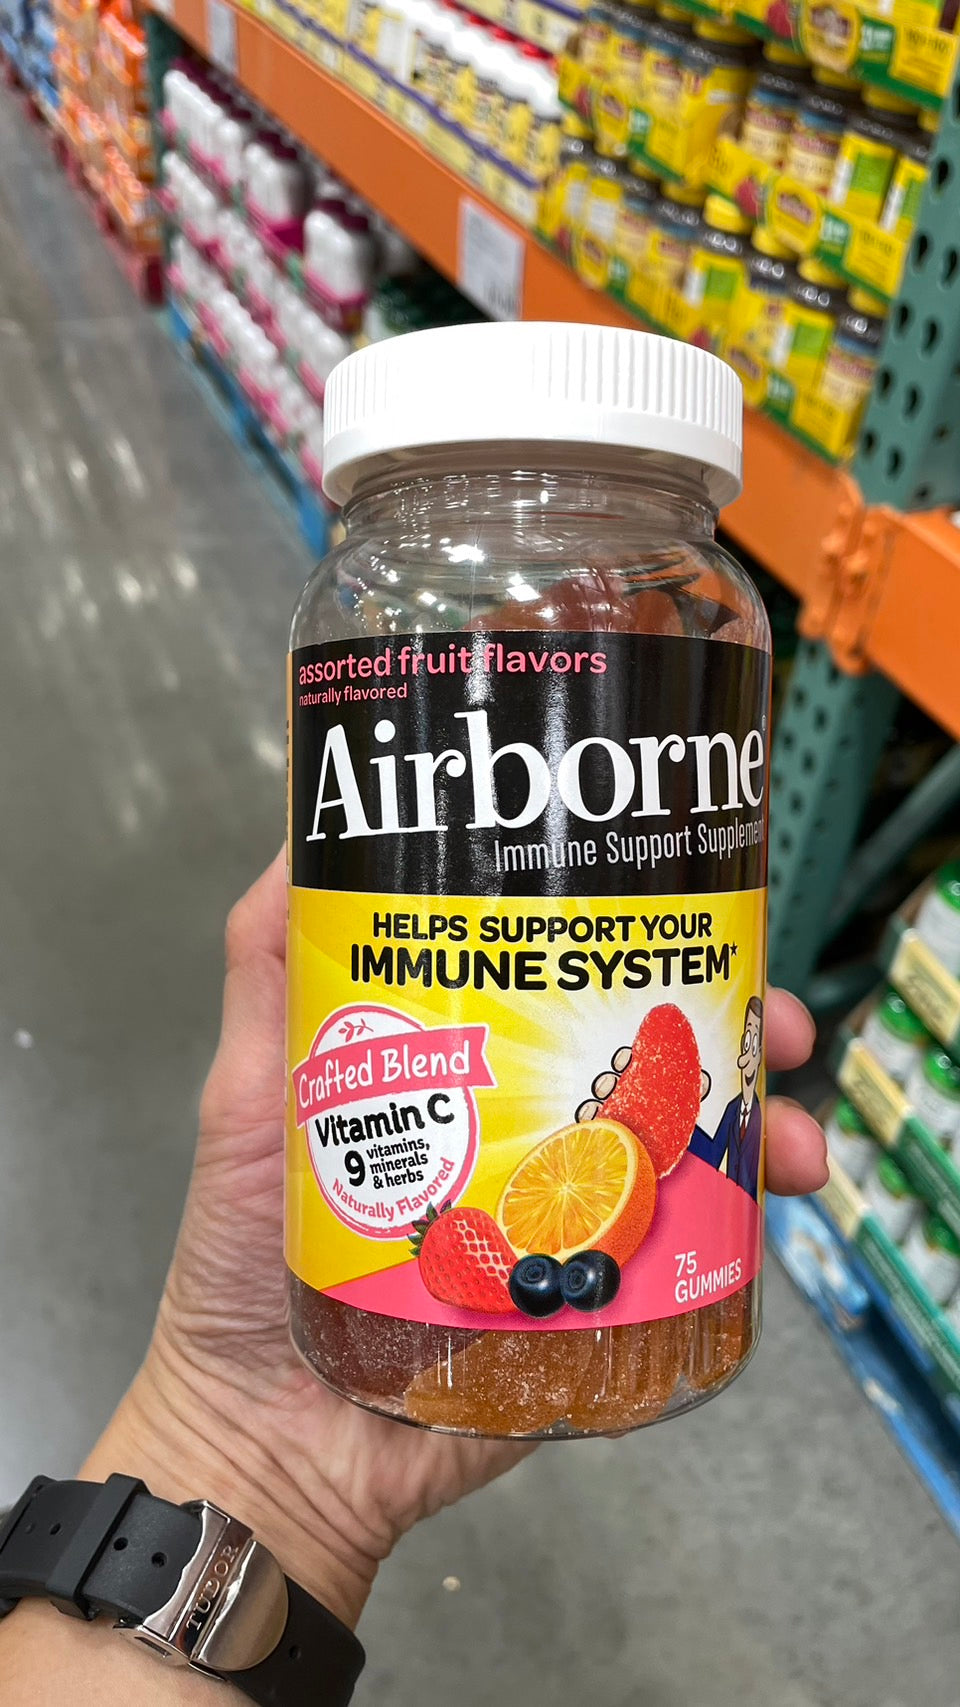 assorted fruit flavors
naturally flavored
Airborne®
Immune Support Supplement
HELPS SUPPORT YOUR
IMMUNE SYSTEM*
Crafted Blend
Vitamin C
9 vitamins,
minerals
& herbs
Naturally Flavored
75
GUMMIES
TUDOR